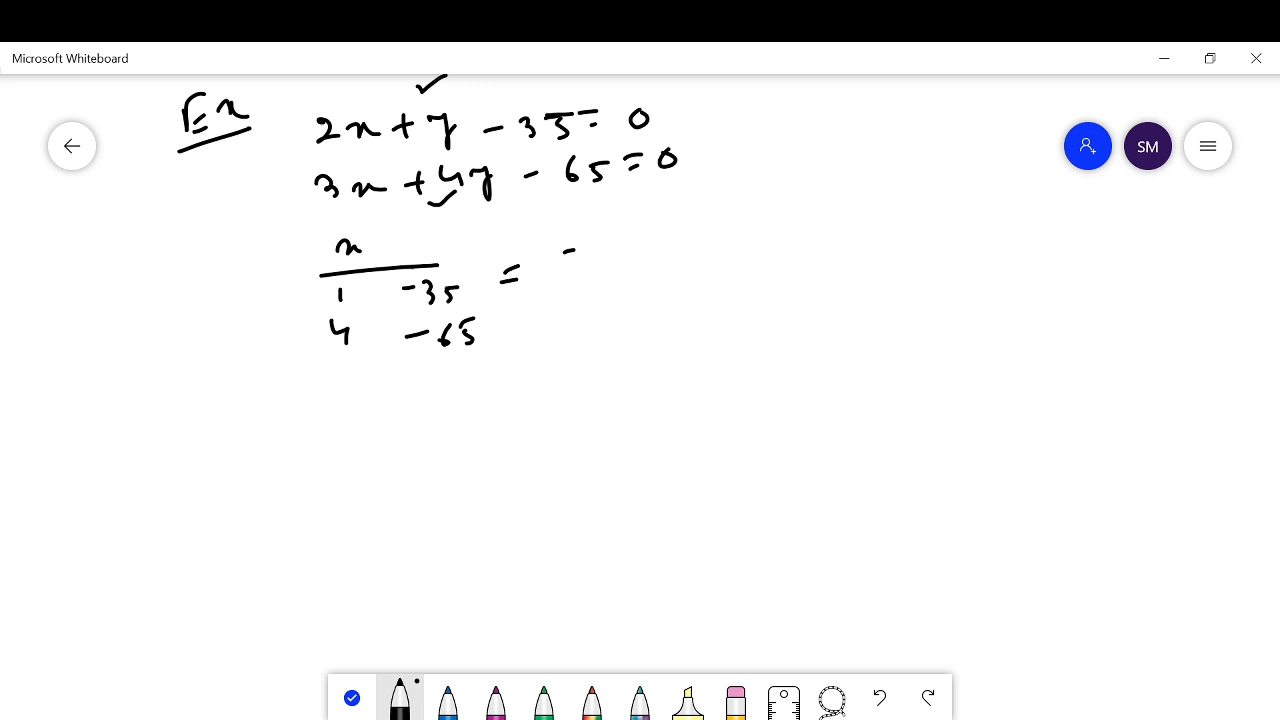 Microsoft Whiteboard
Ex 2x + y - 35 = 0
3x + 4y - 65 = 0
SM
x
1 -35 = -
4 -65